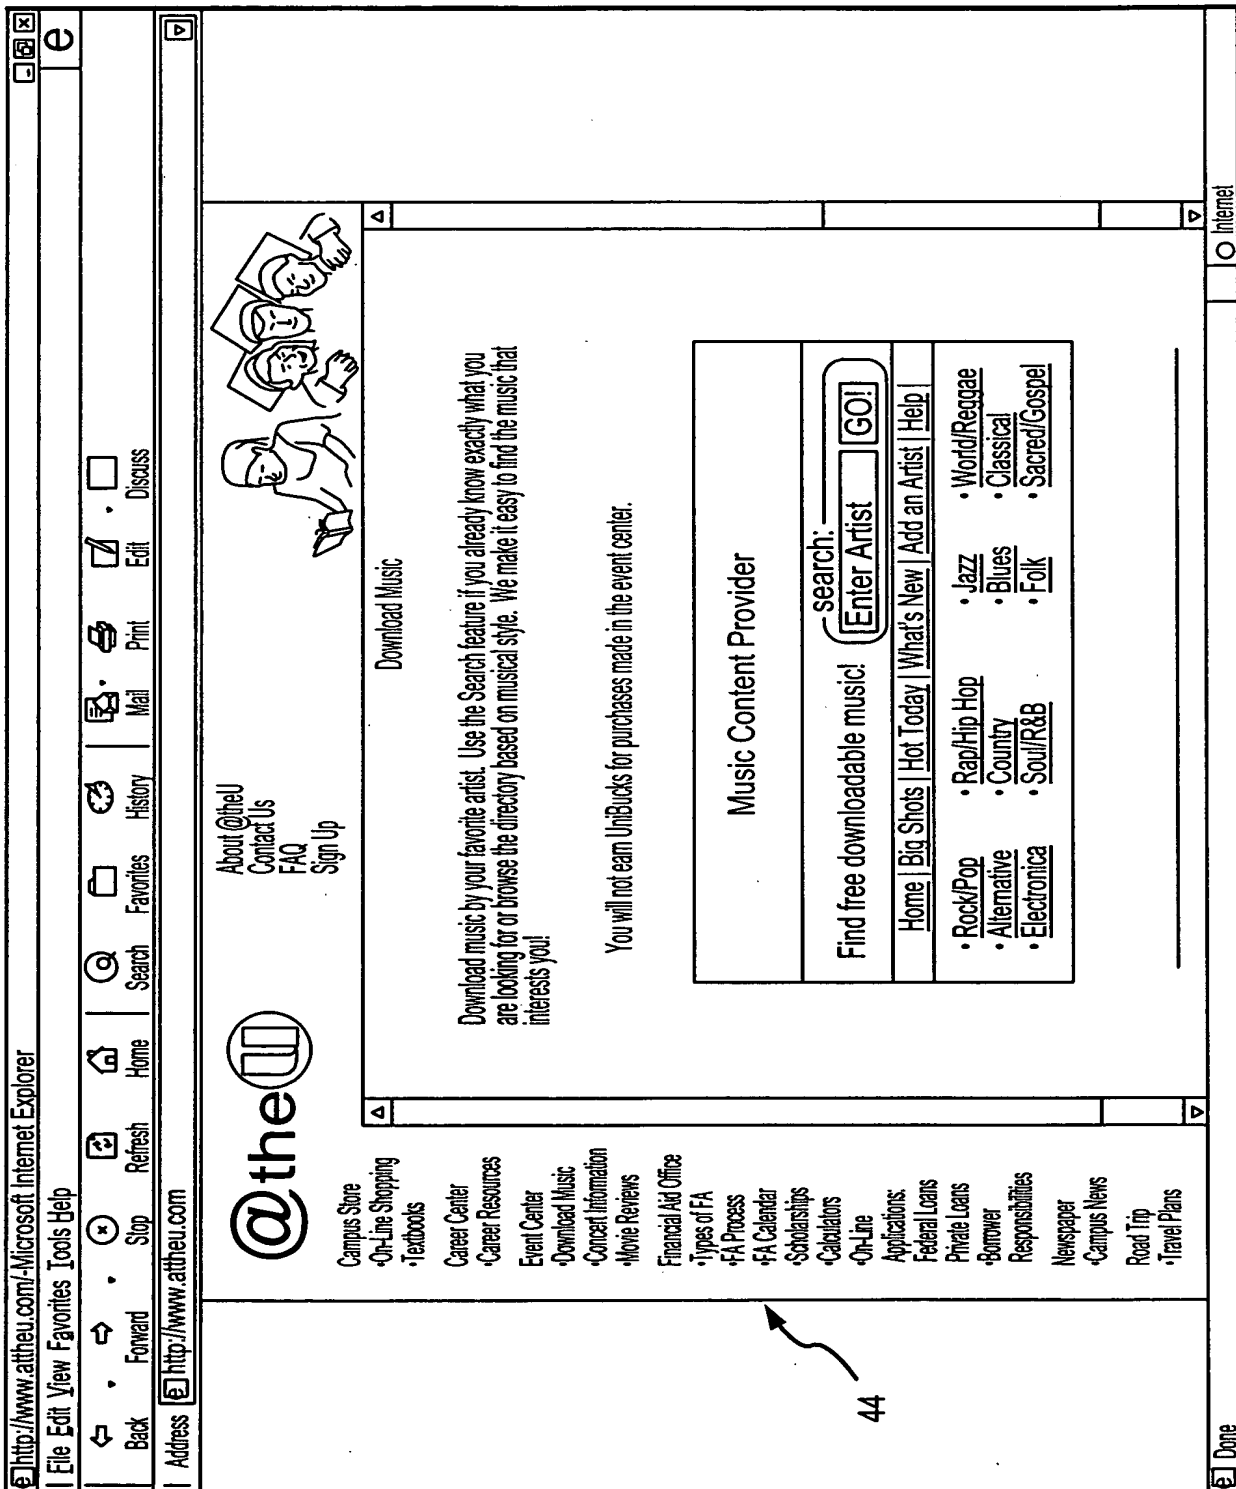 http://www.attheu.com/-Microsoft Internet Explorer
File Edit View Favorites Tools Help
Back Forward Stop Refresh Home Search Favorites History Mail Print Edit Discuss
Address http://www.attheu.com
@theU
About @theU
Contact Us
FAQ
Sign Up
Campus Store
•On-Line Shopping
•Textbooks
Career Center
•Career Resources
Event Center
•Download Music
•Concert Information
•Movie Reviews
Financial Aid Office
•Types of FA
•FA Process
•FA Calendar
•Scholarships
•Calculators
•On-Line
Applications:
Federal Loans
Private Loans
•Borrower
Responsibilities
Newspaper
•Campus News
Road Trip
•Travel Plans
Download Music
Download music by your favorite artist. Use the Search feature if you already know exactly what you
are looking for or browse the directory based on musical style. We make it easy to find the music that
interests you!
You will not earn UniBucks for purchases made in the event center.
Music Content Provider
search:
Find free downloadable music! Enter Artist GO!
Home | Big Shots | Hot Today | What's New | Add an Artist | Help |
• Rock/Pop • Rap/Hip Hop • Jazz • World/Reggae
• Alternative • Country • Blues • Classical
• Electronica • Soul/R&B • Folk • Sacred/Gospel
44
Done Internet